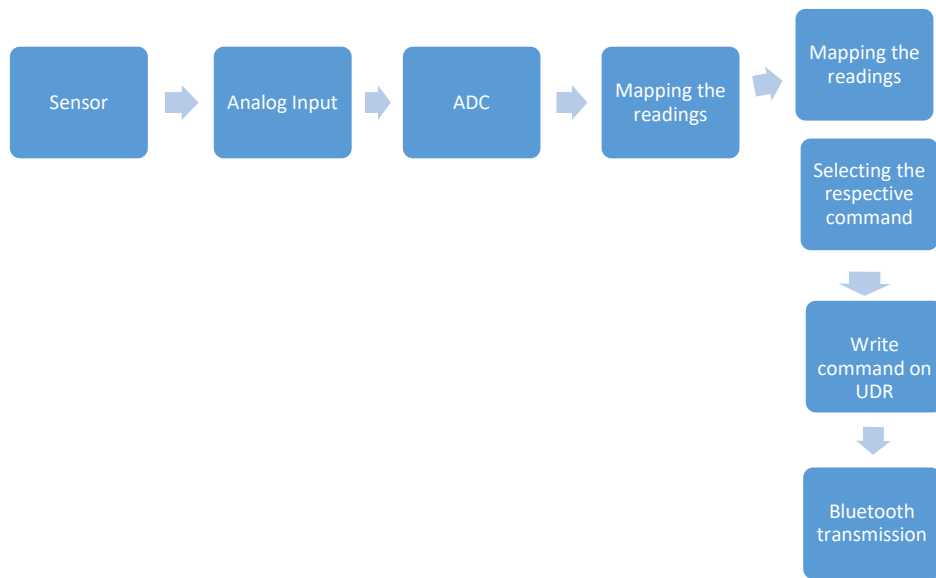 Sensor
Analog Input
ADC
Mapping the
readings
Mapping the
readings
Selecting the
respective
command
Write
command on
UDR
Bluetooth
transmission